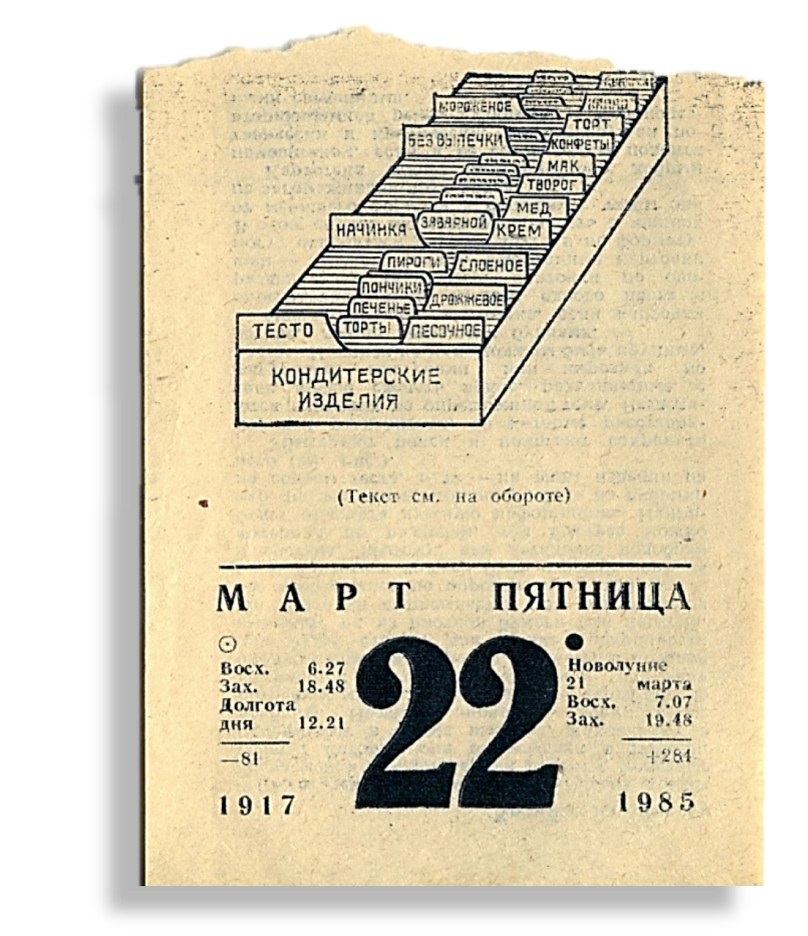 МОРОЖЕНОЕ
ТОРТ
БЕЗ ВЫПЕЧКИ
КОНФЕТЫ
МАК
ТВОРОГ
МЕД
НАЧИНКА ЗАВАРНОЙ КРЕМ
ПИРОГИ СЛОЕНОЕ
ПОНЧИКИ
ДРОЖЖЕВОЕ
ПЕЧЕНЬЕ
ТЕСТО ТОРТЫ ПЕСОЧНОЕ
КОНДИТЕРСКИЕ
ИЗДЕЛИЯ
(Текст см. на обороте)
МАРТ ПЯТНИЦА
22
Восх. 6.27
Зах. 18.48
Долгота
дня 12.21
—81
1917
Новолуние
21 марта
Восх. 7.07
Зах. 19.48
+284
1985